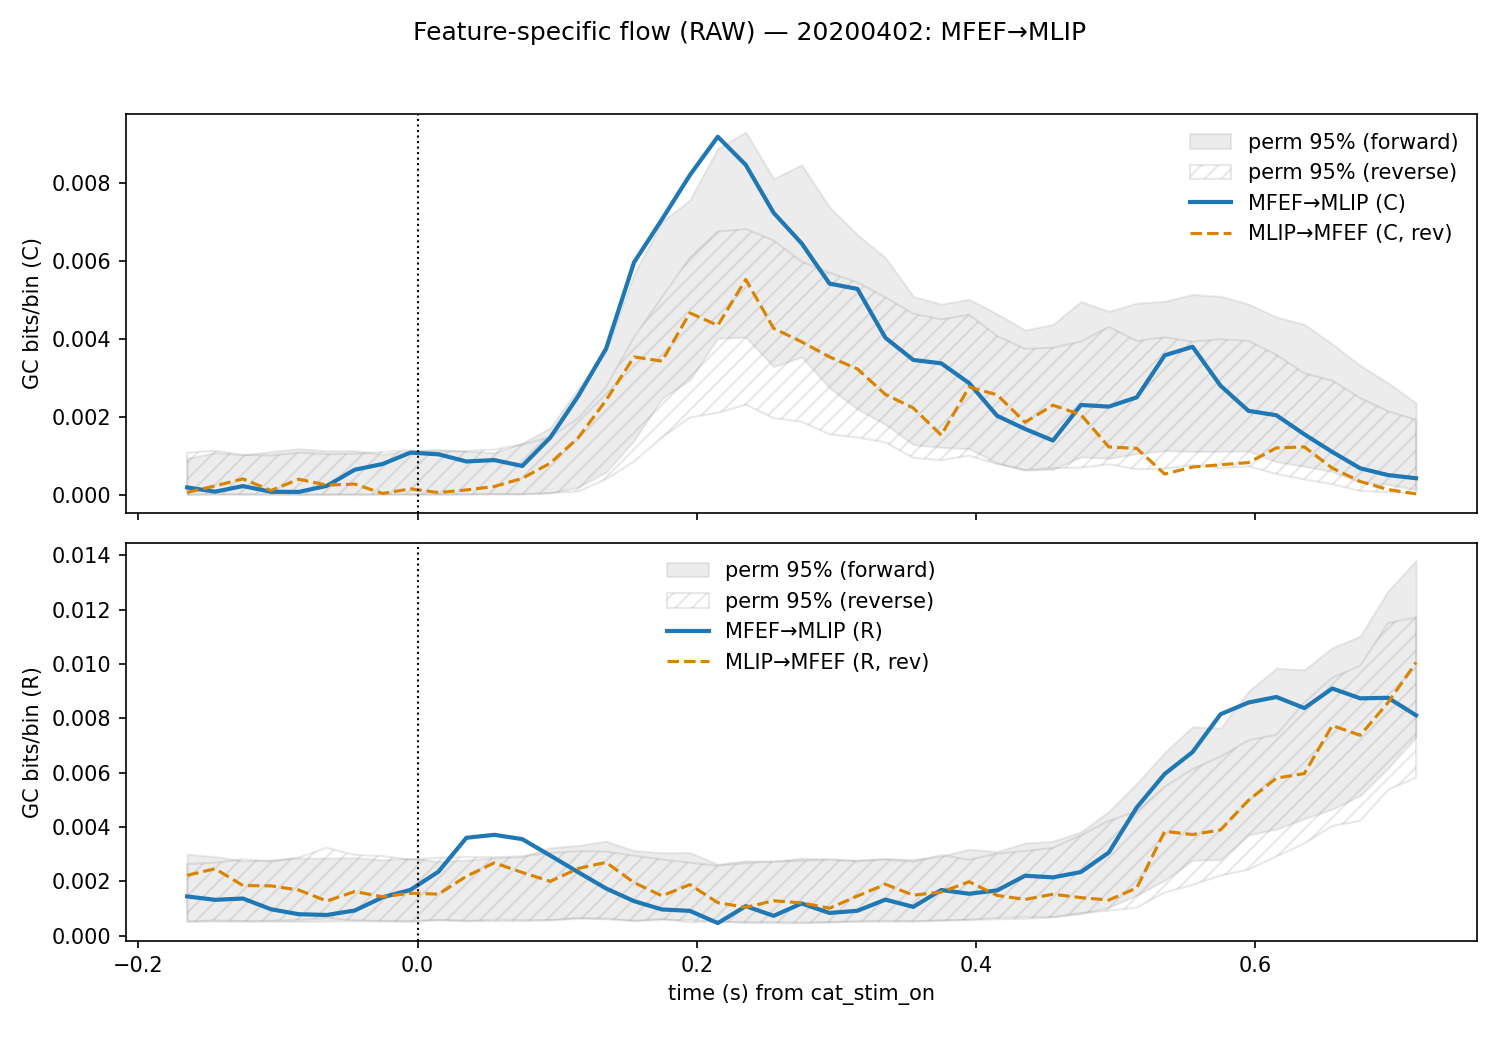 Feature-specific flow (RAW) — 20200402: MFEF→MLIP
GC bits/bin (C)
0.008
0.006
0.004
0.002
0.000
perm 95% (forward)
perm 95% (reverse)
MFEF→MLIP (C)
MLIP→MFEF (C, rev)
GC bits/bin (R)
0.014
0.012
0.010
0.008
0.006
0.004
0.002
0.000
perm 95% (forward)
perm 95% (reverse)
MFEF→MLIP (R)
MLIP→MFEF (R, rev)
−0.2
0.0
0.2
0.4
0.6
time (s) from cat_stim_on